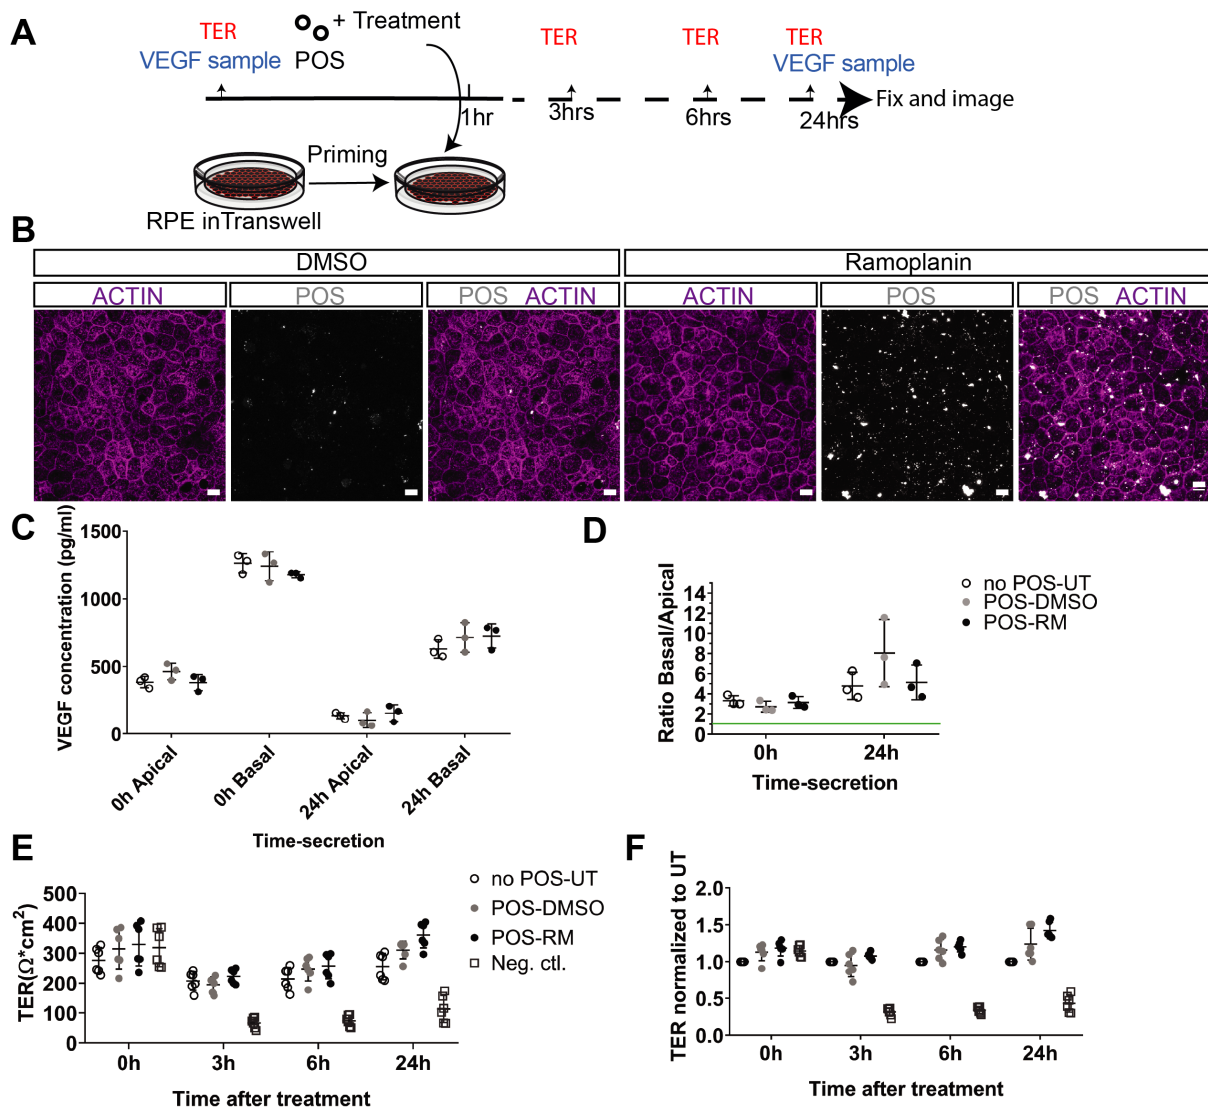 A
TER
VEGF sample
+ Treatment
POS
TER
TER
TER
VEGF sample
1hr
3hrs
6hrs
24hrs
Fix and image
Priming
RPE inTranswell
B
DMSO
Ramoplanin
ACTIN
POS
POS ACTIN
ACTIN
POS
POS ACTIN
C
VEGF concentration (pg/ml)
1500
1000
500
0
0h Apical
0h Basal
24h Apical
24h Basal
Time-secretion
D
Ratio Basal/Apical
14
12
10
8
6
4
2
0
0h
24h
Time-secretion
no POS-UT
POS-DMSO
POS-RM
E
TER(Ω*cm2)
500
400
300
200
100
0
0h
3h
6h
24h
Time after treatment
no POS-UT
POS-DMSO
POS-RM
Neg. ctl.
F
TER normalized to UT
2.0
1.5
1.0
0.5
0.0
0h
3h
6h
24h
Time after treatment